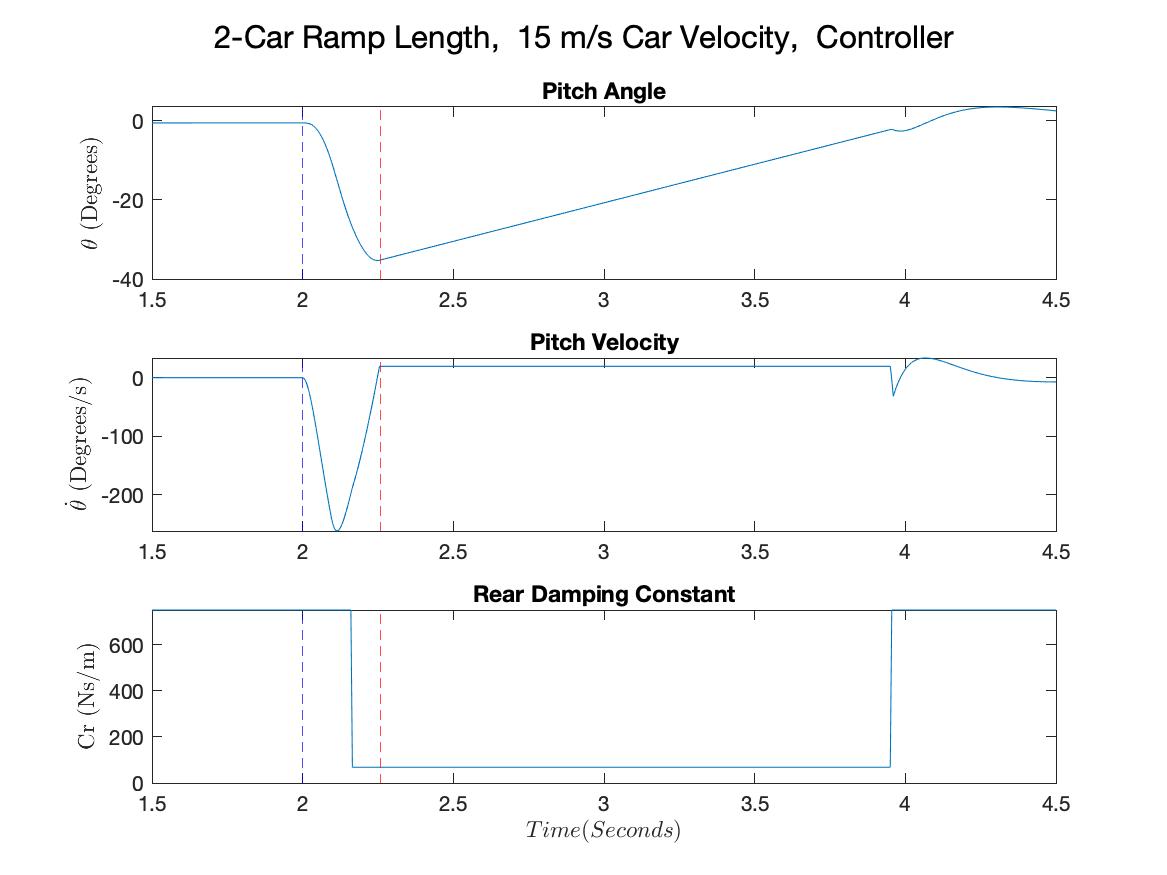 2-Car Ramp Length,  15 m/s Car Velocity,  Controller
Pitch Angle
θ (Degrees)
0
-20
-40
1.5 2 2.5 3 3.5 4 4.5
Pitch Velocity
θ̇ (Degrees/s)
0
-100
-200
1.5 2 2.5 3 3.5 4 4.5
Rear Damping Constant
Cr (Ns/m)
600
400
200
0
1.5 2 2.5 3 3.5 4 4.5
Time(Seconds)